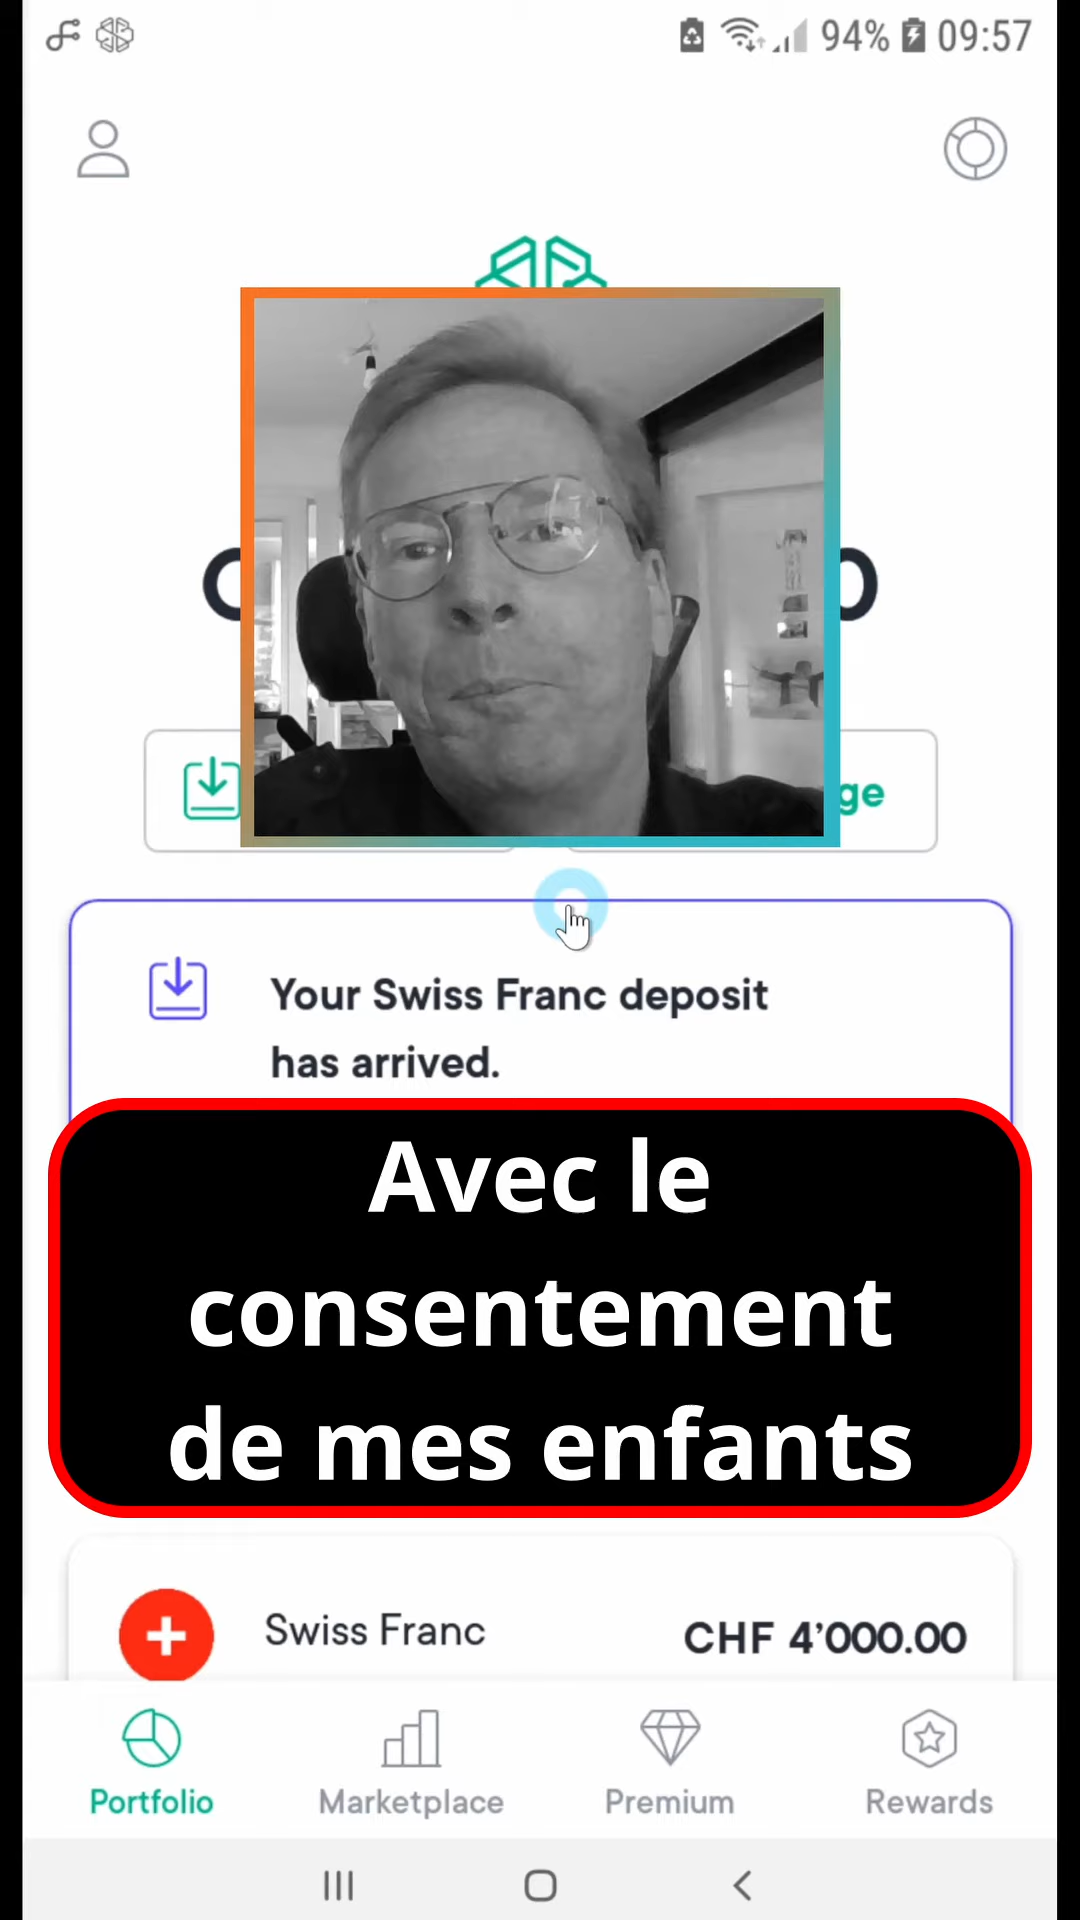 94% 09:57
Your Swiss Franc deposit
has arrived.
Avec le
consentement
de mes enfants
Swiss Franc
CHF 4’000.00
Portfolio
Marketplace
Premium
Rewards